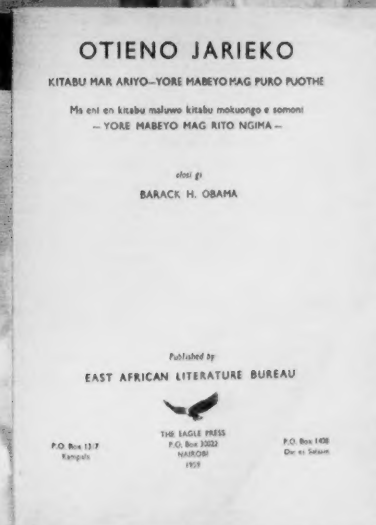 OTIENO JARIEKO
KITABU MAR ARIYO—YORE MABEYO MAG PURO PUOTHE
Ma eni en kitabu maluwo kitabu mokuongo e somoni
— YORE MABEYO MAG RITO NGIMA —
olosi gi
BARACK H. OBAMA
Published by
EAST AFRICAN LITERATURE BUREAU
P.O. Box
Kampala
THE EAGLE PRESS
P.O. Box 30022
NAIROBI
1959
P.O. Box 1408
Dar es Salaam